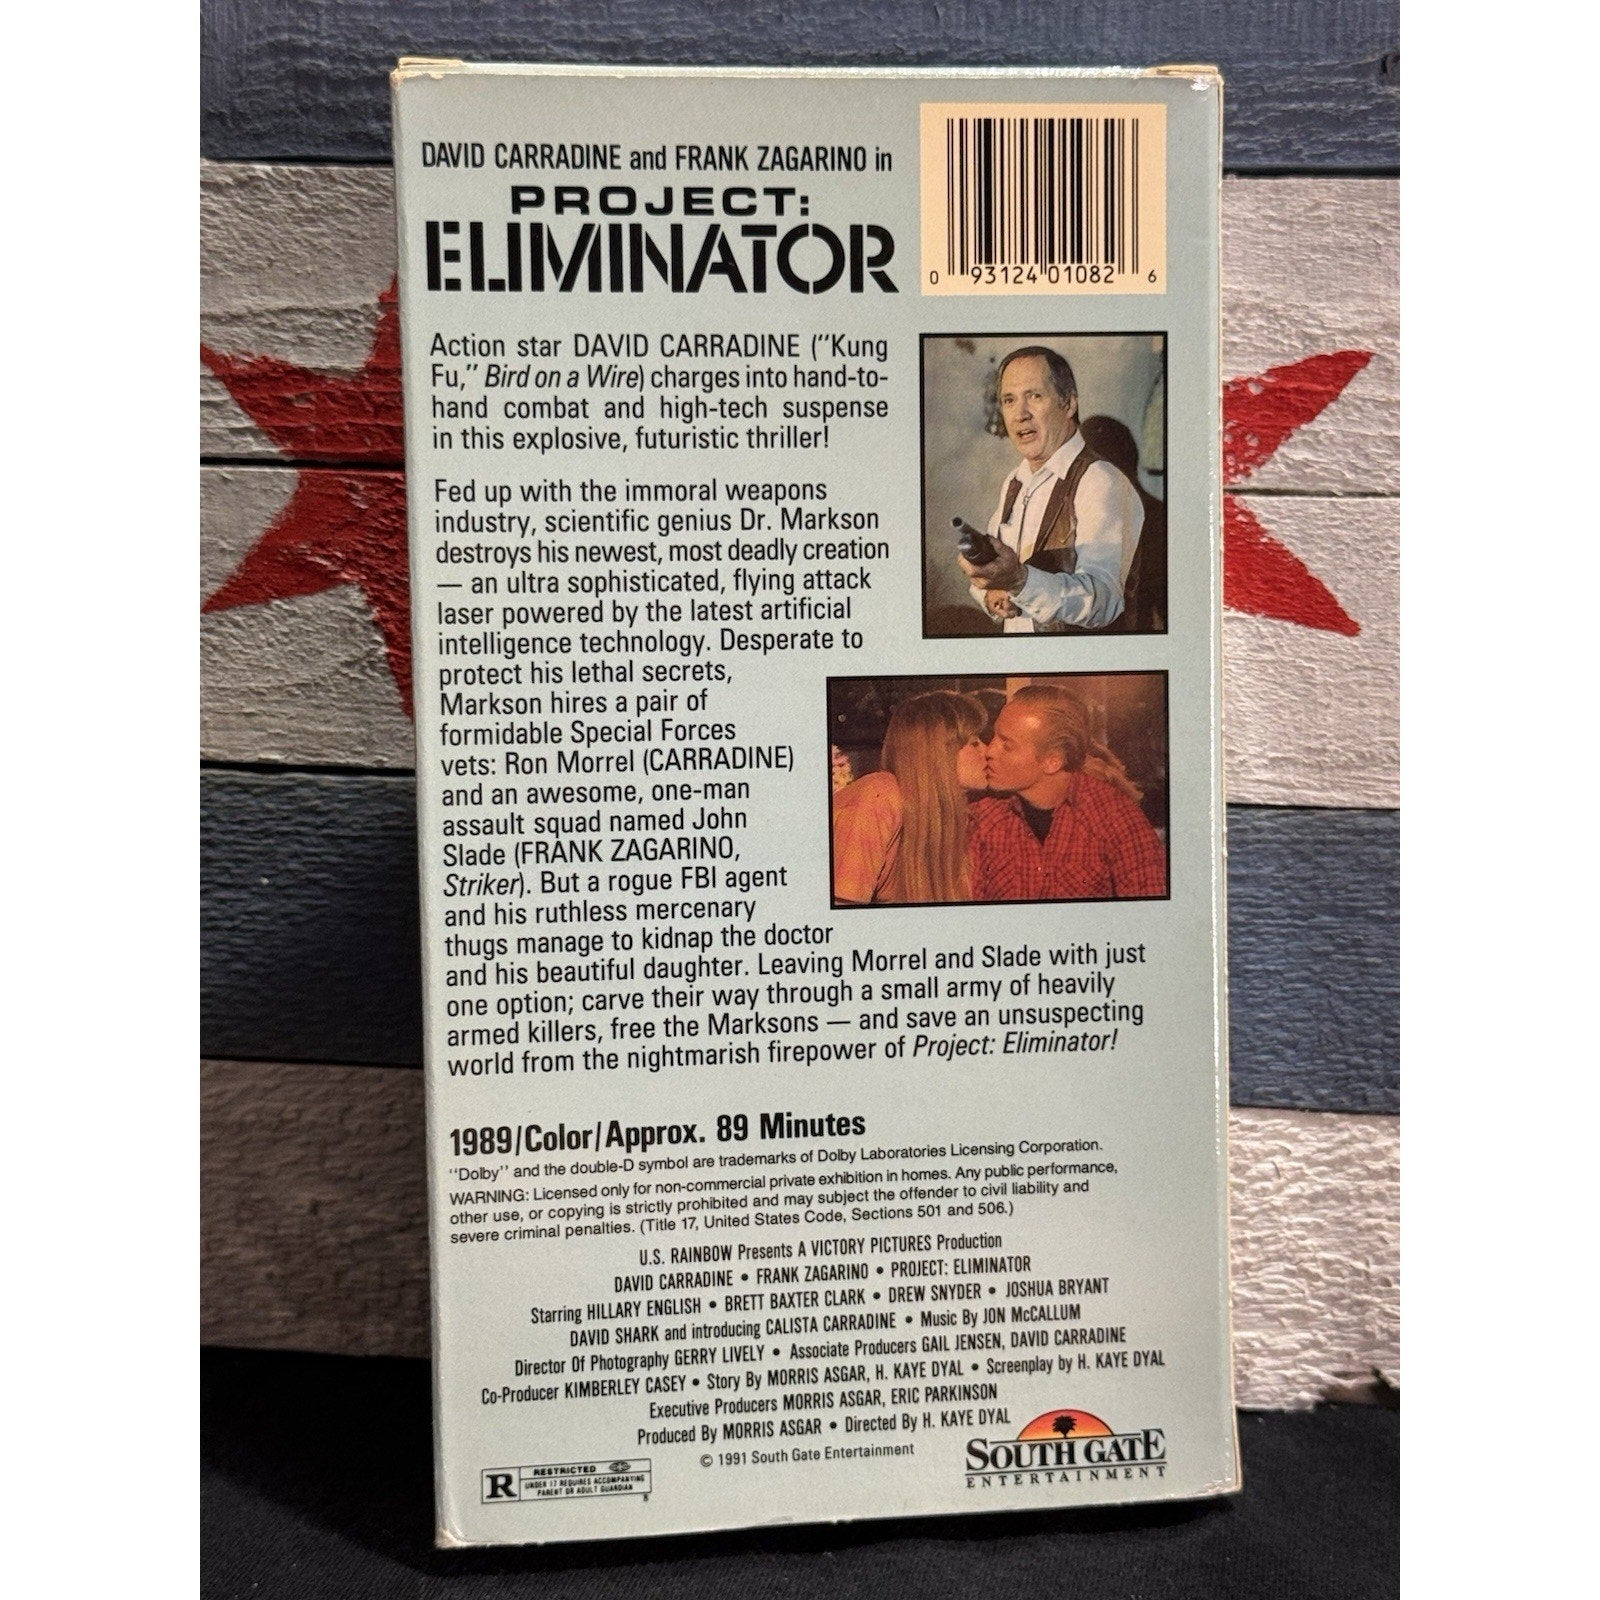 DAVID CARRADINE and FRANK ZAGARINO in
PROJECT:
ELIMINATOR
0 93124 01082 6
Action star DAVID CARRADINE ("Kung
Fu," Bird on a Wire) charges into hand-to-
hand combat and high-tech suspense
in this explosive, futuristic thriller!
Fed up with the immoral weapons
industry, scientific genius Dr. Markson
destroys his newest, most deadly creation
— an ultra sophisticated, flying attack
laser powered by the latest artificial
intelligence technology. Desperate to
protect his lethal secrets,
Markson hires a pair of
formidable Special Forces
vets: Ron Morrel (CARRADINE)
and an awesome, one-man
assault squad named John
Slade (FRANK ZAGARINO,
Striker). But a rogue FBI agent
and his ruthless mercenary
thugs manage to kidnap the doctor
and his beautiful daughter. Leaving Morrel and Slade with just
one option; carve their way through a small army of heavily
armed killers, free the Marksons — and save an unsuspecting
world from the nightmarish firepower of Project: Eliminator!
1989/Color/Approx. 89 Minutes
"Dolby" and the double-D symbol are trademarks of Dolby Laboratories Licensing Corporation.
WARNING: Licensed only for non-commercial private exhibition in homes. Any public performance,
other use, or copying is strictly prohibited and may subject the offender to civil liability and
severe criminal penalties. (Title 17, United States Code, Sections 501 and 506.)
U.S. RAINBOW Presents A VICTORY PICTURES Production
DAVID CARRADINE • FRANK ZAGARINO • PROJECT: ELIMINATOR
Starring HILLARY ENGLISH • BRETT BAXTER CLARK • DREW SNYDER • JOSHUA BRYANT
DAVID SHARK and introducing CALISTA CARRADINE • Music By JON McCALLUM
Director Of Photography GERRY LIVELY • Associate Producers GAIL JENSEN, DAVID CARRADINE
Co-Producer KIMBERLEY CASEY • Story By MORRIS ASGAR, H. KAYE DYAL • Screenplay by H. KAYE DYAL
Executive Producers MORRIS ASGAR, ERIC PARKINSON
Produced By MORRIS ASGAR • Directed By H. KAYE DYAL
© 1991 South Gate Entertainment
SOUTH GATE
ENTERTAINMENT
R RESTRICTED
UNDER 17 REQUIRES ACCOMPANYING
PARENT OR ADULT GUARDIAN